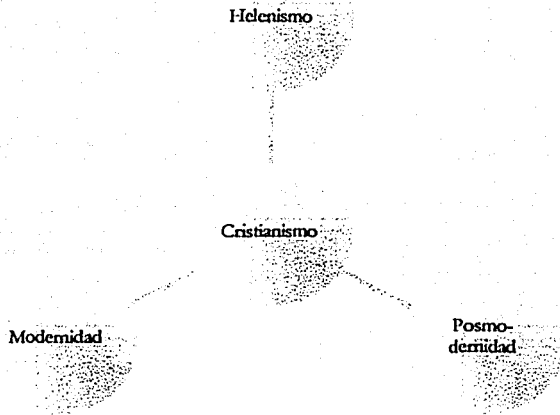 Helenismo
Cristianismo
Modernidad
Posmo-
dernidad